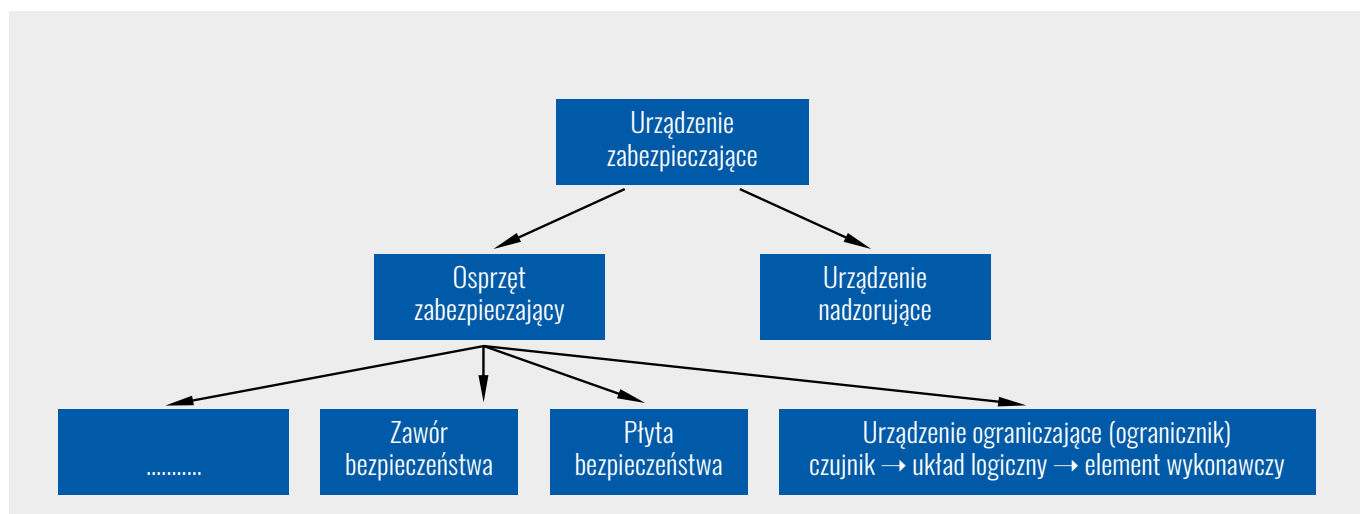 Urządzenie
zabezpieczające
Osprzęt
zabezpieczający
Urządzenie
nadzorujące
...........
Zawór
bezpieczeństwa
Płyta
bezpieczeństwa
Urządzenie ograniczające (ogranicznik)
czujnik → układ logiczny → element wykonawczy